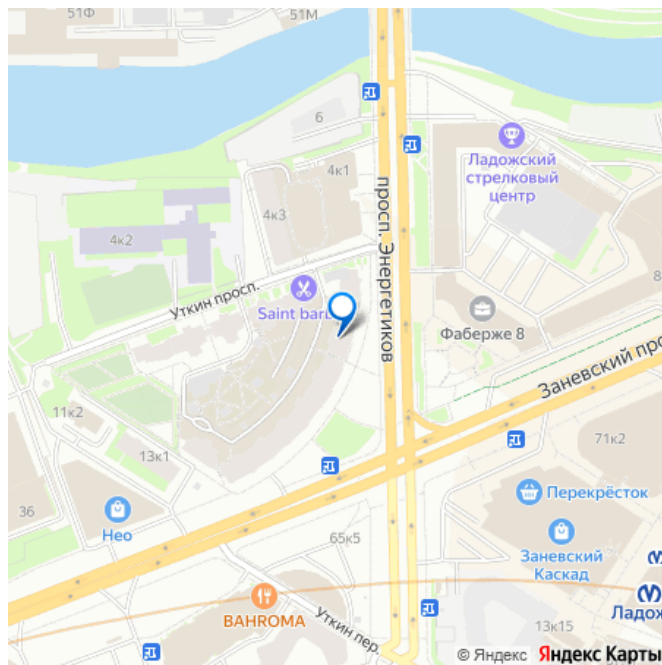 51Ф
51М
6
Ладожский
стрелковый
центр
4к1
4к3
4к2
просп. Энергетиков
Уткин просп.
Saint barb
8
Фаберже 8
Заневский про
11к2
13к1
71к2
36
Нео
Перекрёсток
65к5
Заневский
Каскад
BAHROMA
Уткин пер.
Ладож
13к15
© Яндекс Яндекс Карты